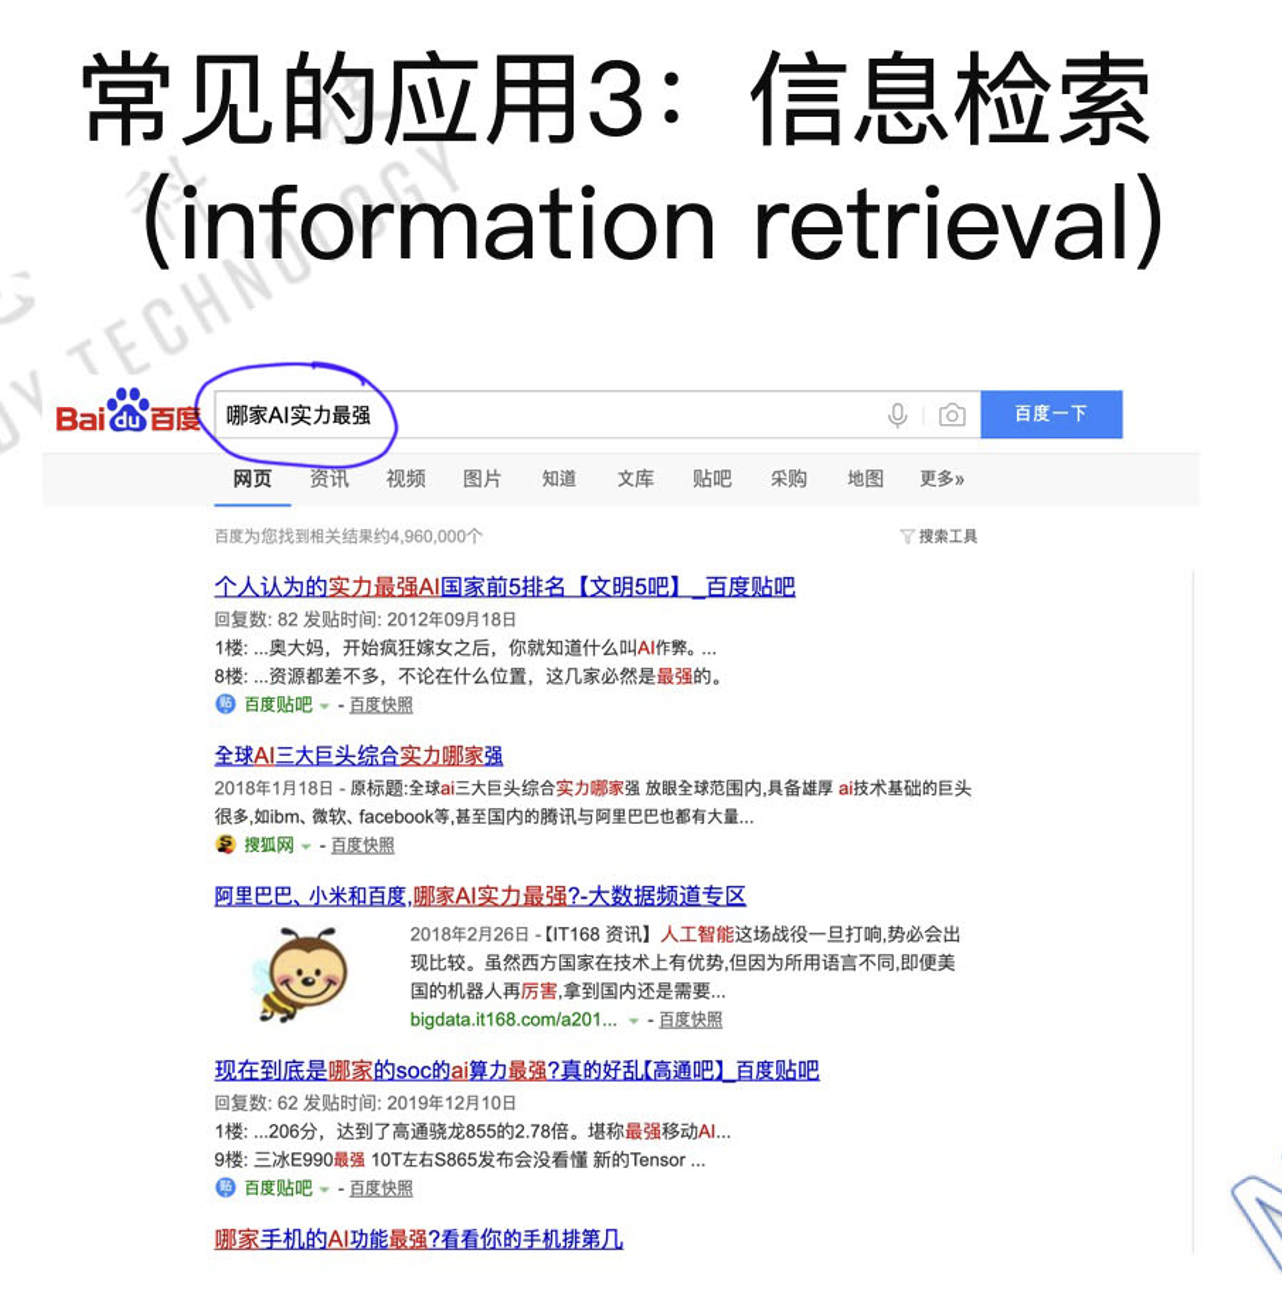 常见的应用3：信息检索
（information retrieval）
科 技
TECHNOLOGY
Bai du 百度
哪家AI实力最强
百度一下
网页 资讯 视频 图片 知道 文库 贴吧 采购 地图 更多»
百度为您找到相关结果约4,960,000个
搜索工具
个人认为的实力最强AI国家前5排名【文明5吧】_百度贴吧
回复数: 82 发贴时间: 2012年09月18日
1楼: ...奥大妈，开始疯狂嫁女之后，你就知道什么叫AI作弊。...
8楼: ...资源都差不多，不论在什么位置，这几家必然是最强的。
贴 百度贴吧 - 百度快照
全球AI三大巨头综合实力哪家强
2018年1月18日 - 原标题:全球ai三大巨头综合实力哪家强 放眼全球范围内,具备雄厚 ai技术基础的巨头
很多,如ibm、微软、facebook等,甚至国内的腾讯与阿里巴巴也都有大量...
搜狐网 - 百度快照
阿里巴巴、小米和百度,哪家AI实力最强?-大数据频道专区
2018年2月26日 -【IT168 资讯】人工智能这场战役一旦打响,势必会出
现比较。虽然西方国家在技术上有优势,但因为所用语言不同,即便美
国的机器人再厉害,拿到国内还是需要...
bigdata.it168.com/a201... - 百度快照
现在到底是哪家的soc的ai算力最强?真的好乱【高通吧】_百度贴吧
回复数: 62 发贴时间: 2019年12月10日
1楼: ...206分，达到了高通骁龙855的2.78倍。堪称最强移动AI...
9楼: 三冰E990最强 10T左右S865发布会没看懂 新的Tensor ...
贴 百度贴吧 - 百度快照
哪家手机的AI功能最强?看看你的手机排第几